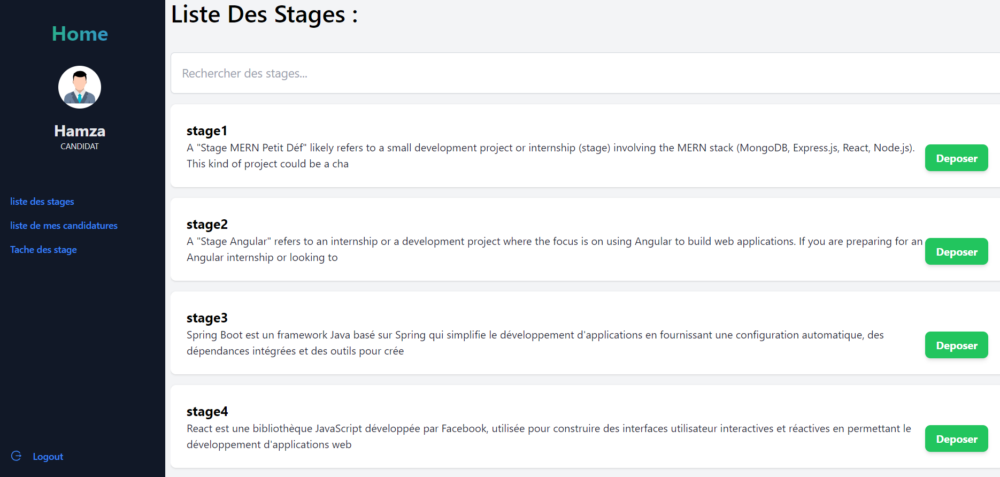 Home
Hamza
CANDIDAT
liste des stages
liste de mes candidatures
Tache des stage
Logout
Liste Des Stages :
Rechercher des stages...
stage1
A "Stage MERN Petit Déf" likely refers to a small development project or internship (stage) involving the MERN stack (MongoDB, Express.js, React, Node.js).
This kind of project could be a cha
Deposer
stage2
A "Stage Angular" refers to an internship or a development project where the focus is on using Angular to build web applications. If you are preparing for an
Angular internship or looking to
Deposer
stage3
Spring Boot est un framework Java basé sur Spring qui simplifie le développement d'applications en fournissant une configuration automatique, des
dépendances intégrées et des outils pour crée
Deposer
stage4
React est une bibliothèque JavaScript développée par Facebook, utilisée pour construire des interfaces utilisateur interactives et réactives en permettant le
développement d'applications web
Deposer